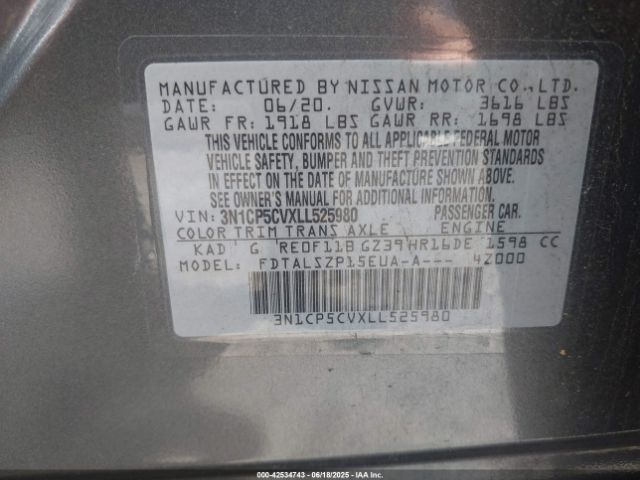 MANUFACTURED BY NISSAN MOTOR CO.,LTD.
DATE: 06/20. GVWR: 3616 LBS
GAWR FR: 1918 LBS GAWR RR: 1698 LBS
THIS VEHICLE CONFORMS TO ALL APPLICABLE FEDERAL MOTOR
VEHICLE SAFETY, BUMPER AND THEFT PREVENTION STANDARDS
IN EFFECT ON THE DATE OF MANUFACTURE SHOWN ABOVE.
SEE OWNER'S MANUAL FOR ADDITIONAL INFORMATION.
VIN: 3N1CP5CVXLL525980 PASSENGER CAR.
COLOR TRIM TRANS AXLE ENGINE
KAD G RE0F11B GZ39 HR16DE 1598 CC
MODEL: FDTALSZP15EUA-A--- 4Z000
3N1CP5CVXLL525980
000-42534743 - 06/18/2025 - IAA Inc.